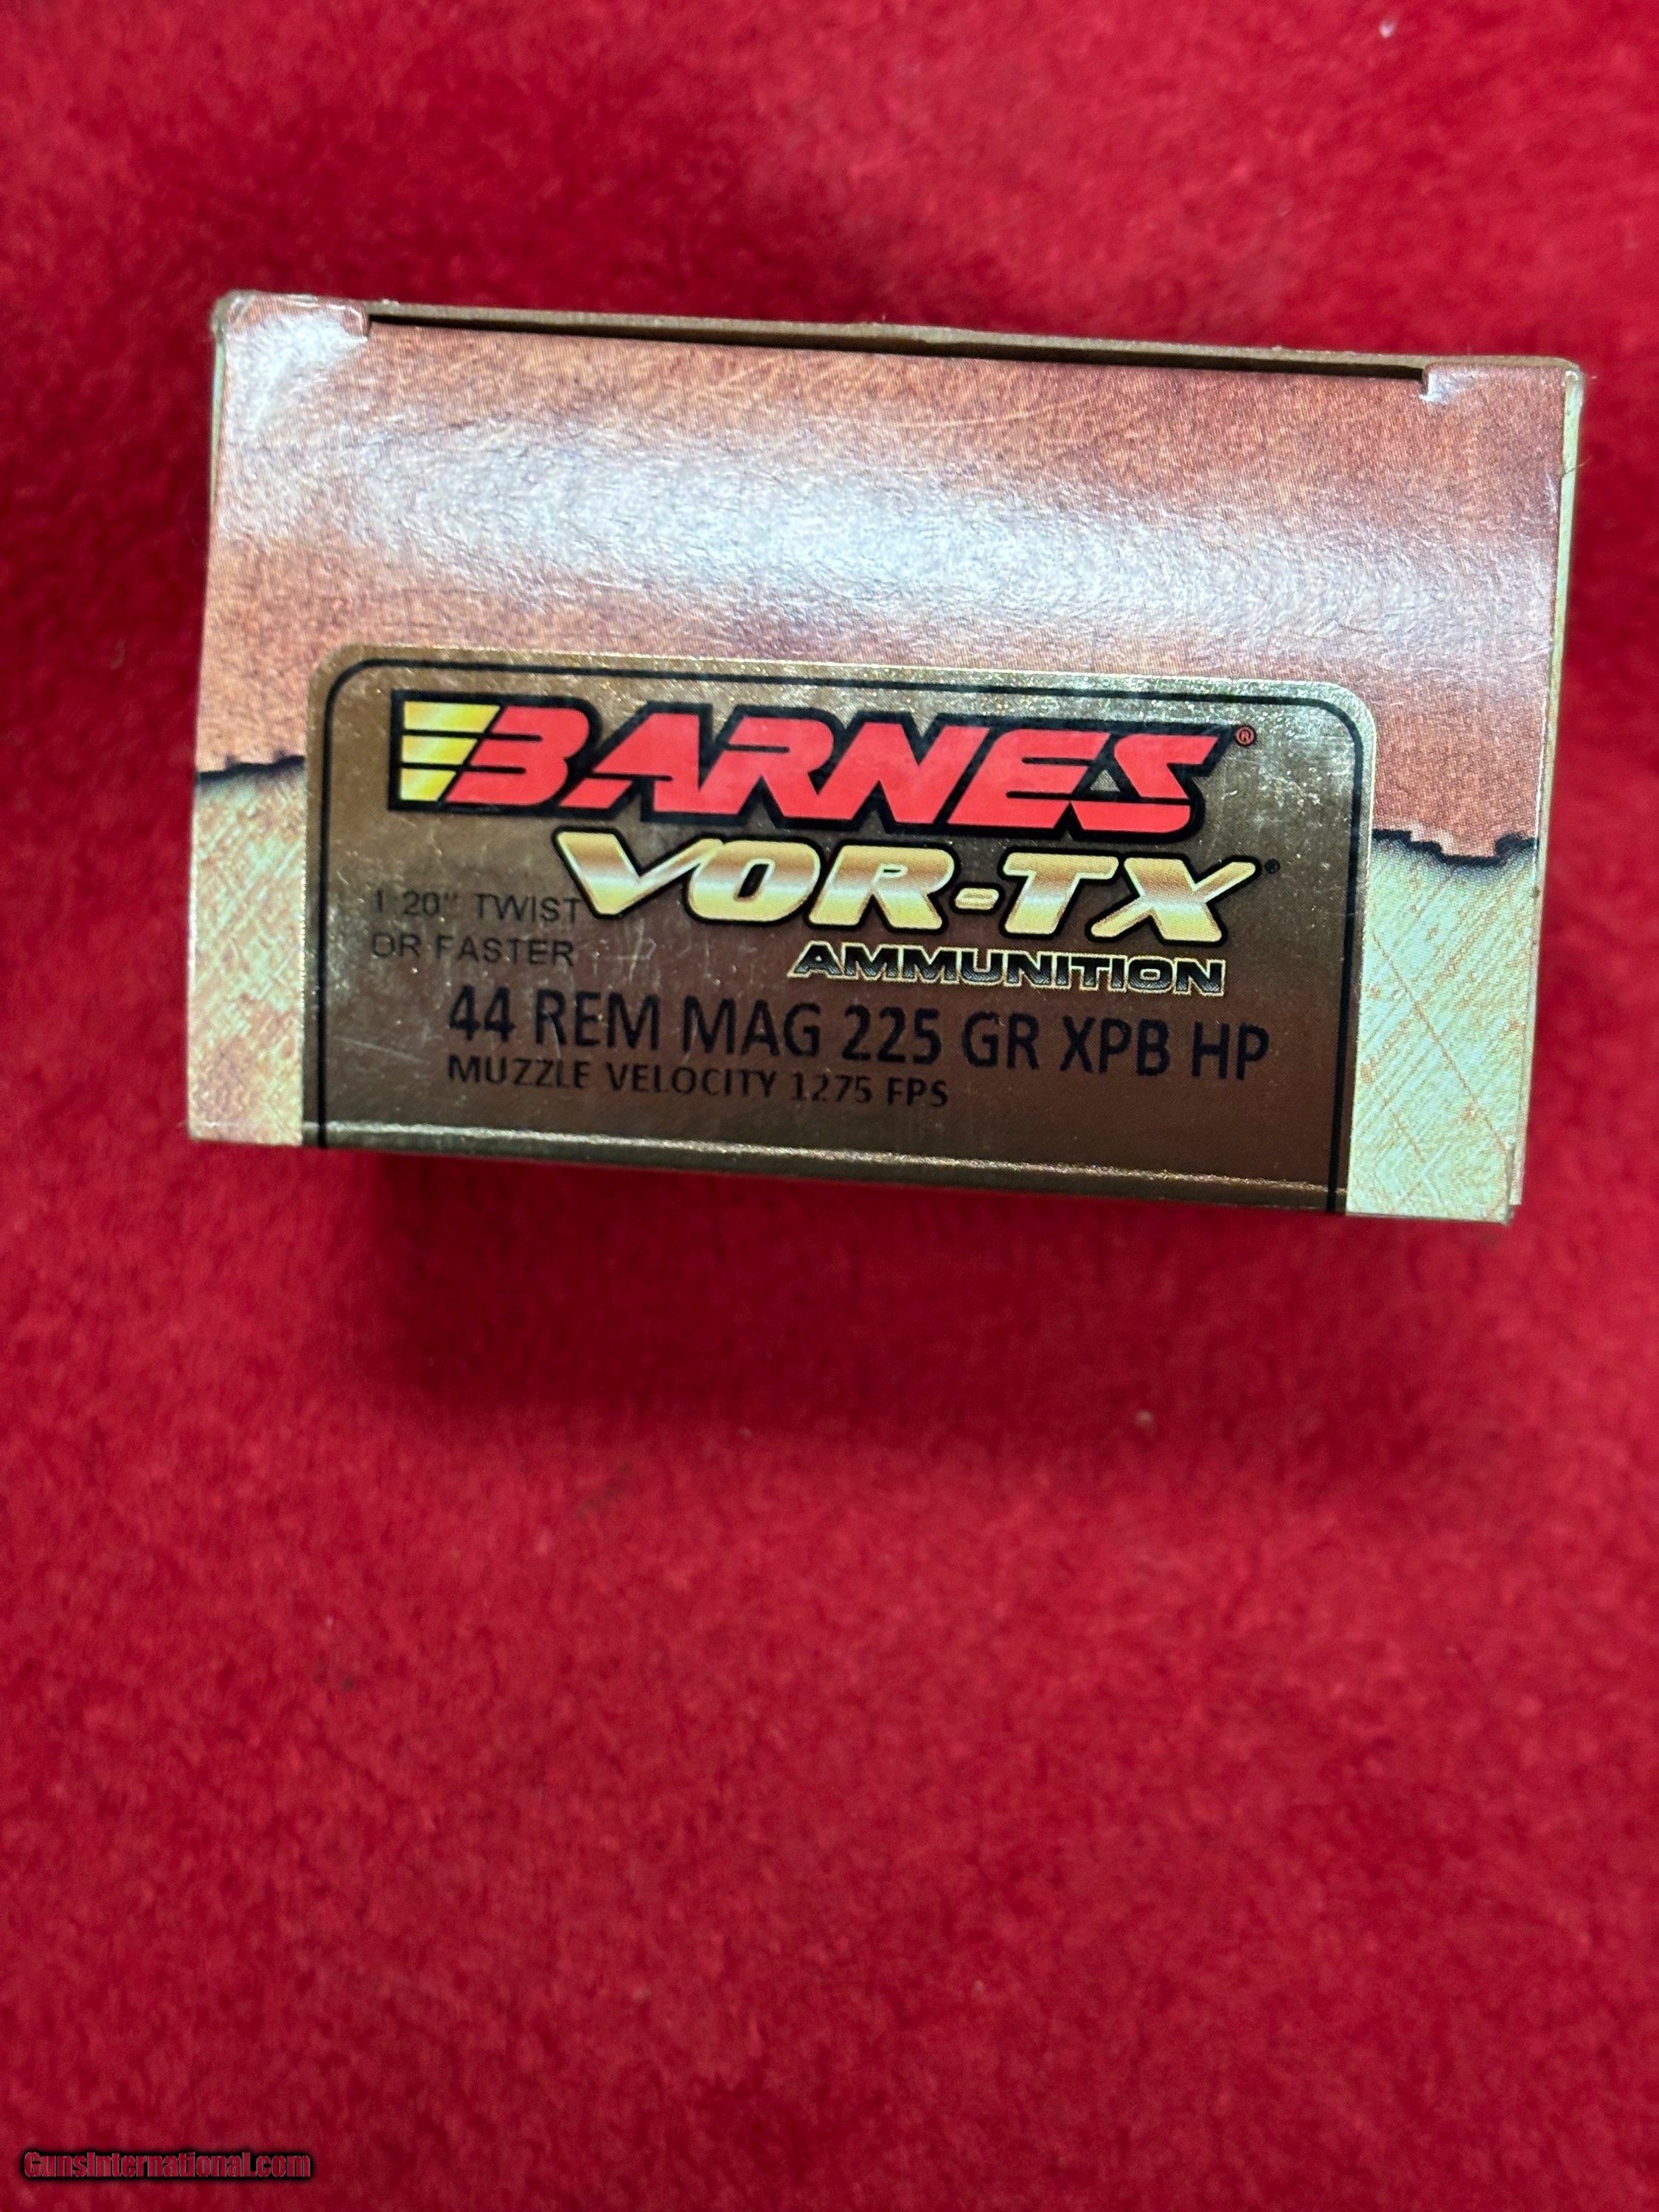 BARNES®
VOR-TX
1:20" TWIST
OR FASTER
AMMUNITION
44 REM MAG 225 GR XPB HP
MUZZLE VELOCITY 1275 FPS
GunsInternational.com